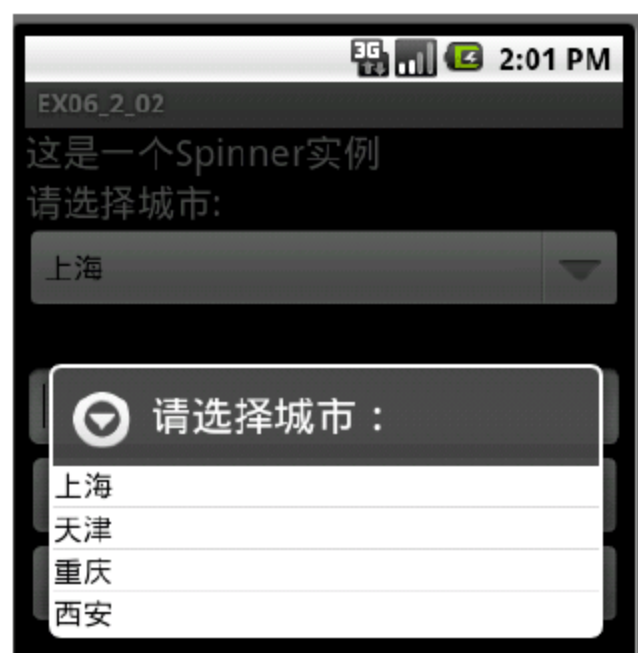 3G 2:01 PM
EX06_2_02
这是一个Spinner实例
请选择城市:
上海
请选择城市：
上海
天津
重庆
西安